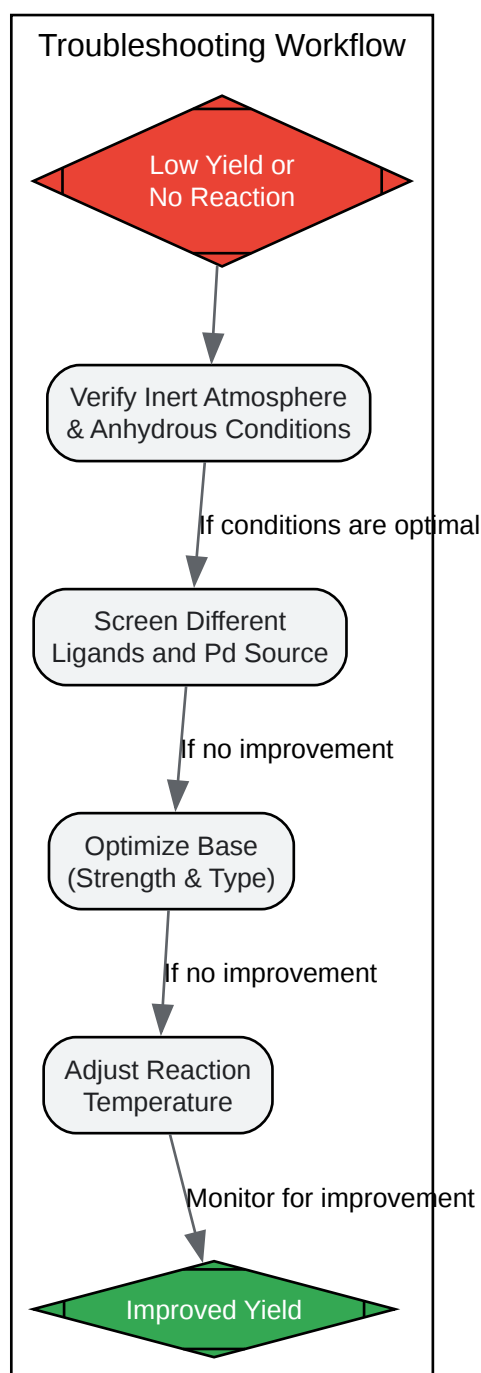 Troubleshooting Workflow
Low Yield or
No Reaction
Verify Inert Atmosphere
& Anhydrous Conditions
If conditions are optimal
Screen Different
Ligands and Pd Source
If no improvement
Optimize Base
(Strength & Type)
If no improvement
Adjust Reaction
Temperature
Monitor for improvement
Improved Yield